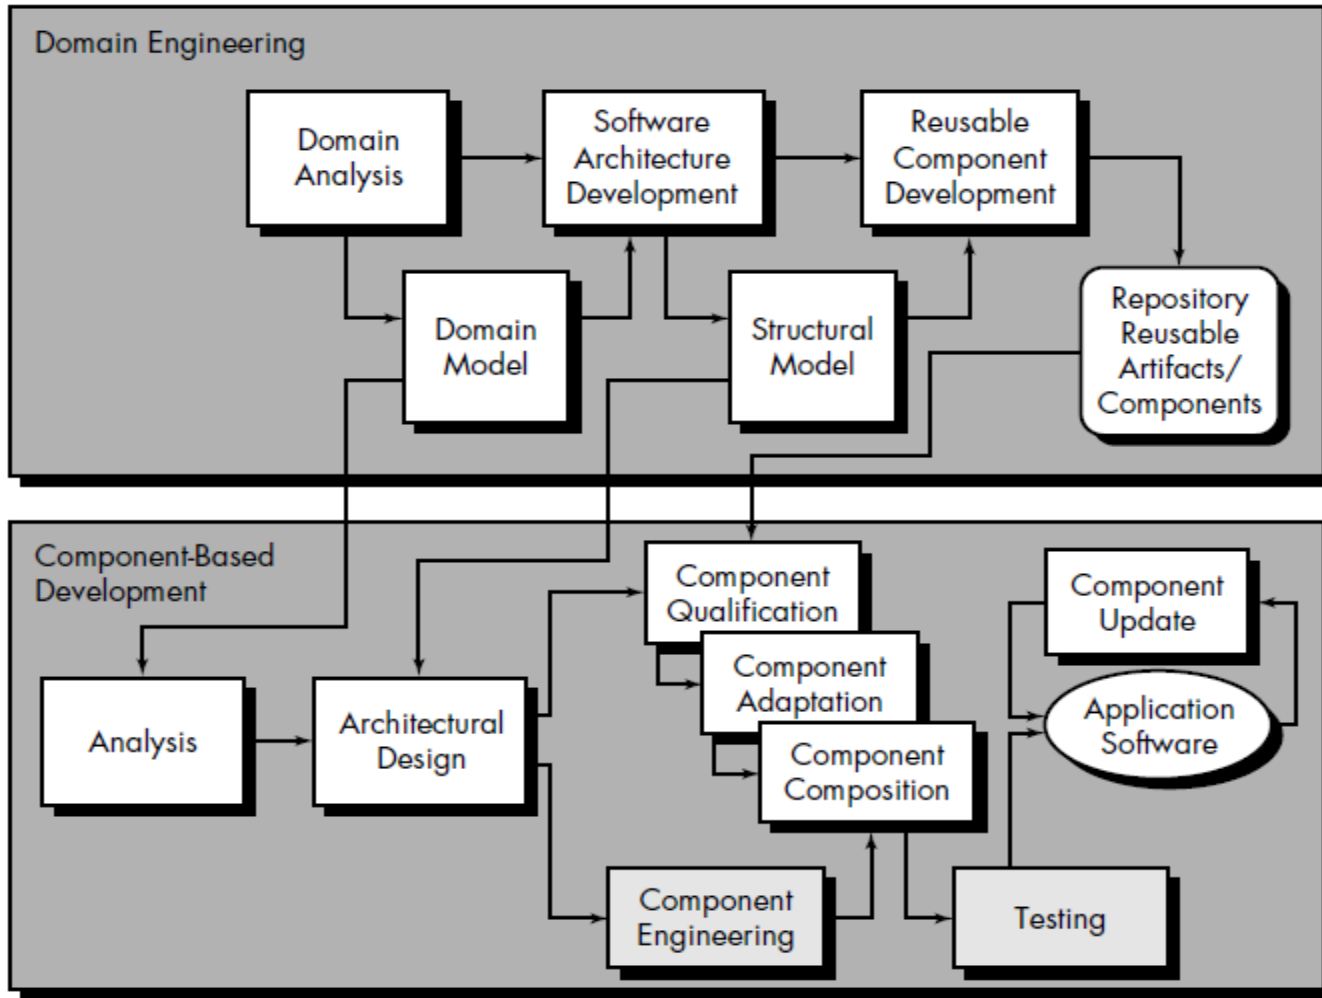 Domain Engineering
Domain
Analysis
Software
Architecture
Development
Reusable
Component
Development
Domain
Model
Structural
Model
Repository
Reusable
Artifacts/
Components
Component-Based
Development
Analysis
Architectural
Design
Component
Qualification
Component
Adaptation
Component
Composition
Component
Engineering
Testing
Component
Update
Application
Software